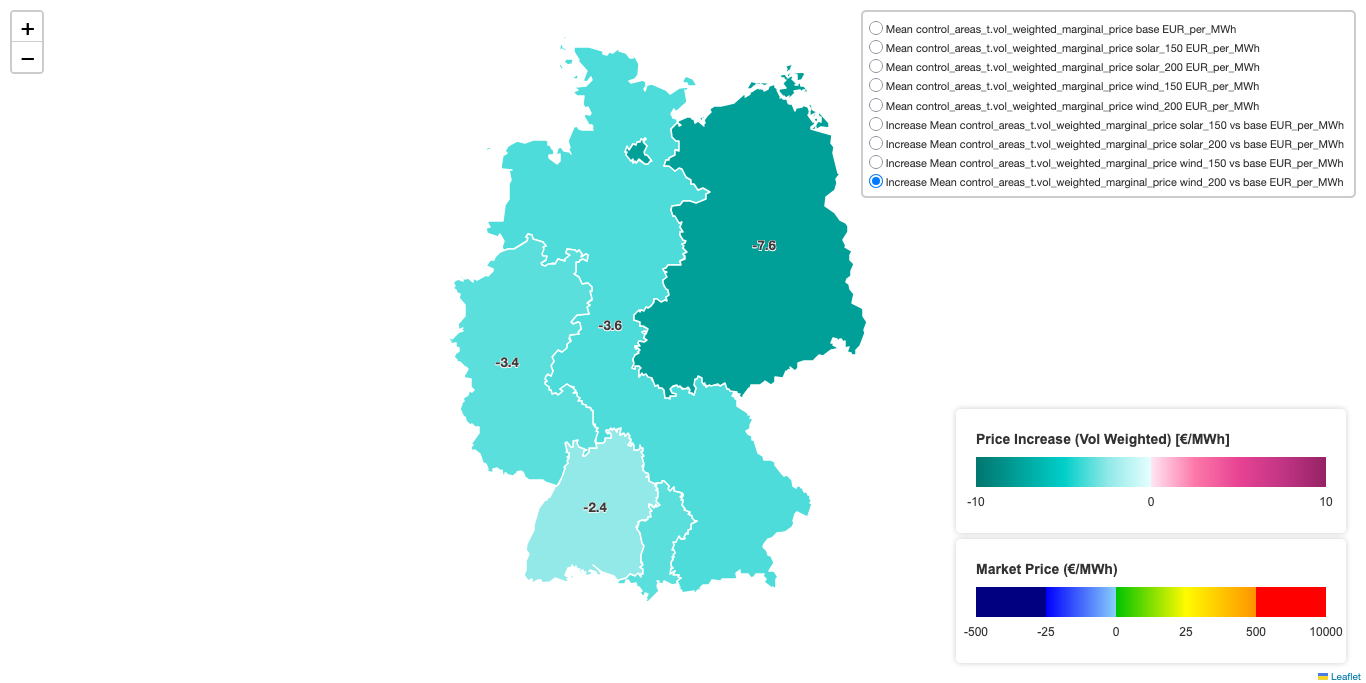 +
−
Mean control_areas_t.vol_weighted_marginal_price base EUR_per_MWh
Mean control_areas_t.vol_weighted_marginal_price solar_150 EUR_per_MWh
Mean control_areas_t.vol_weighted_marginal_price solar_200 EUR_per_MWh
Mean control_areas_t.vol_weighted_marginal_price wind_150 EUR_per_MWh
Mean control_areas_t.vol_weighted_marginal_price wind_200 EUR_per_MWh
Increase Mean control_areas_t.vol_weighted_marginal_price solar_150 vs base EUR_per_MWh
Increase Mean control_areas_t.vol_weighted_marginal_price solar_200 vs base EUR_per_MWh
Increase Mean control_areas_t.vol_weighted_marginal_price wind_150 vs base EUR_per_MWh
Increase Mean control_areas_t.vol_weighted_marginal_price wind_200 vs base EUR_per_MWh
-7.6
-3.6
-3.4
-2.4
Price Increase (Vol Weighted) [€/MWh]
-10 0 10
Market Price (€/MWh)
-500 -25 0 25 500 10000
Leaflet